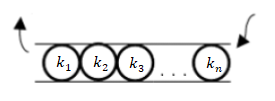 k₁ k₂ k₃ . . . kₙ